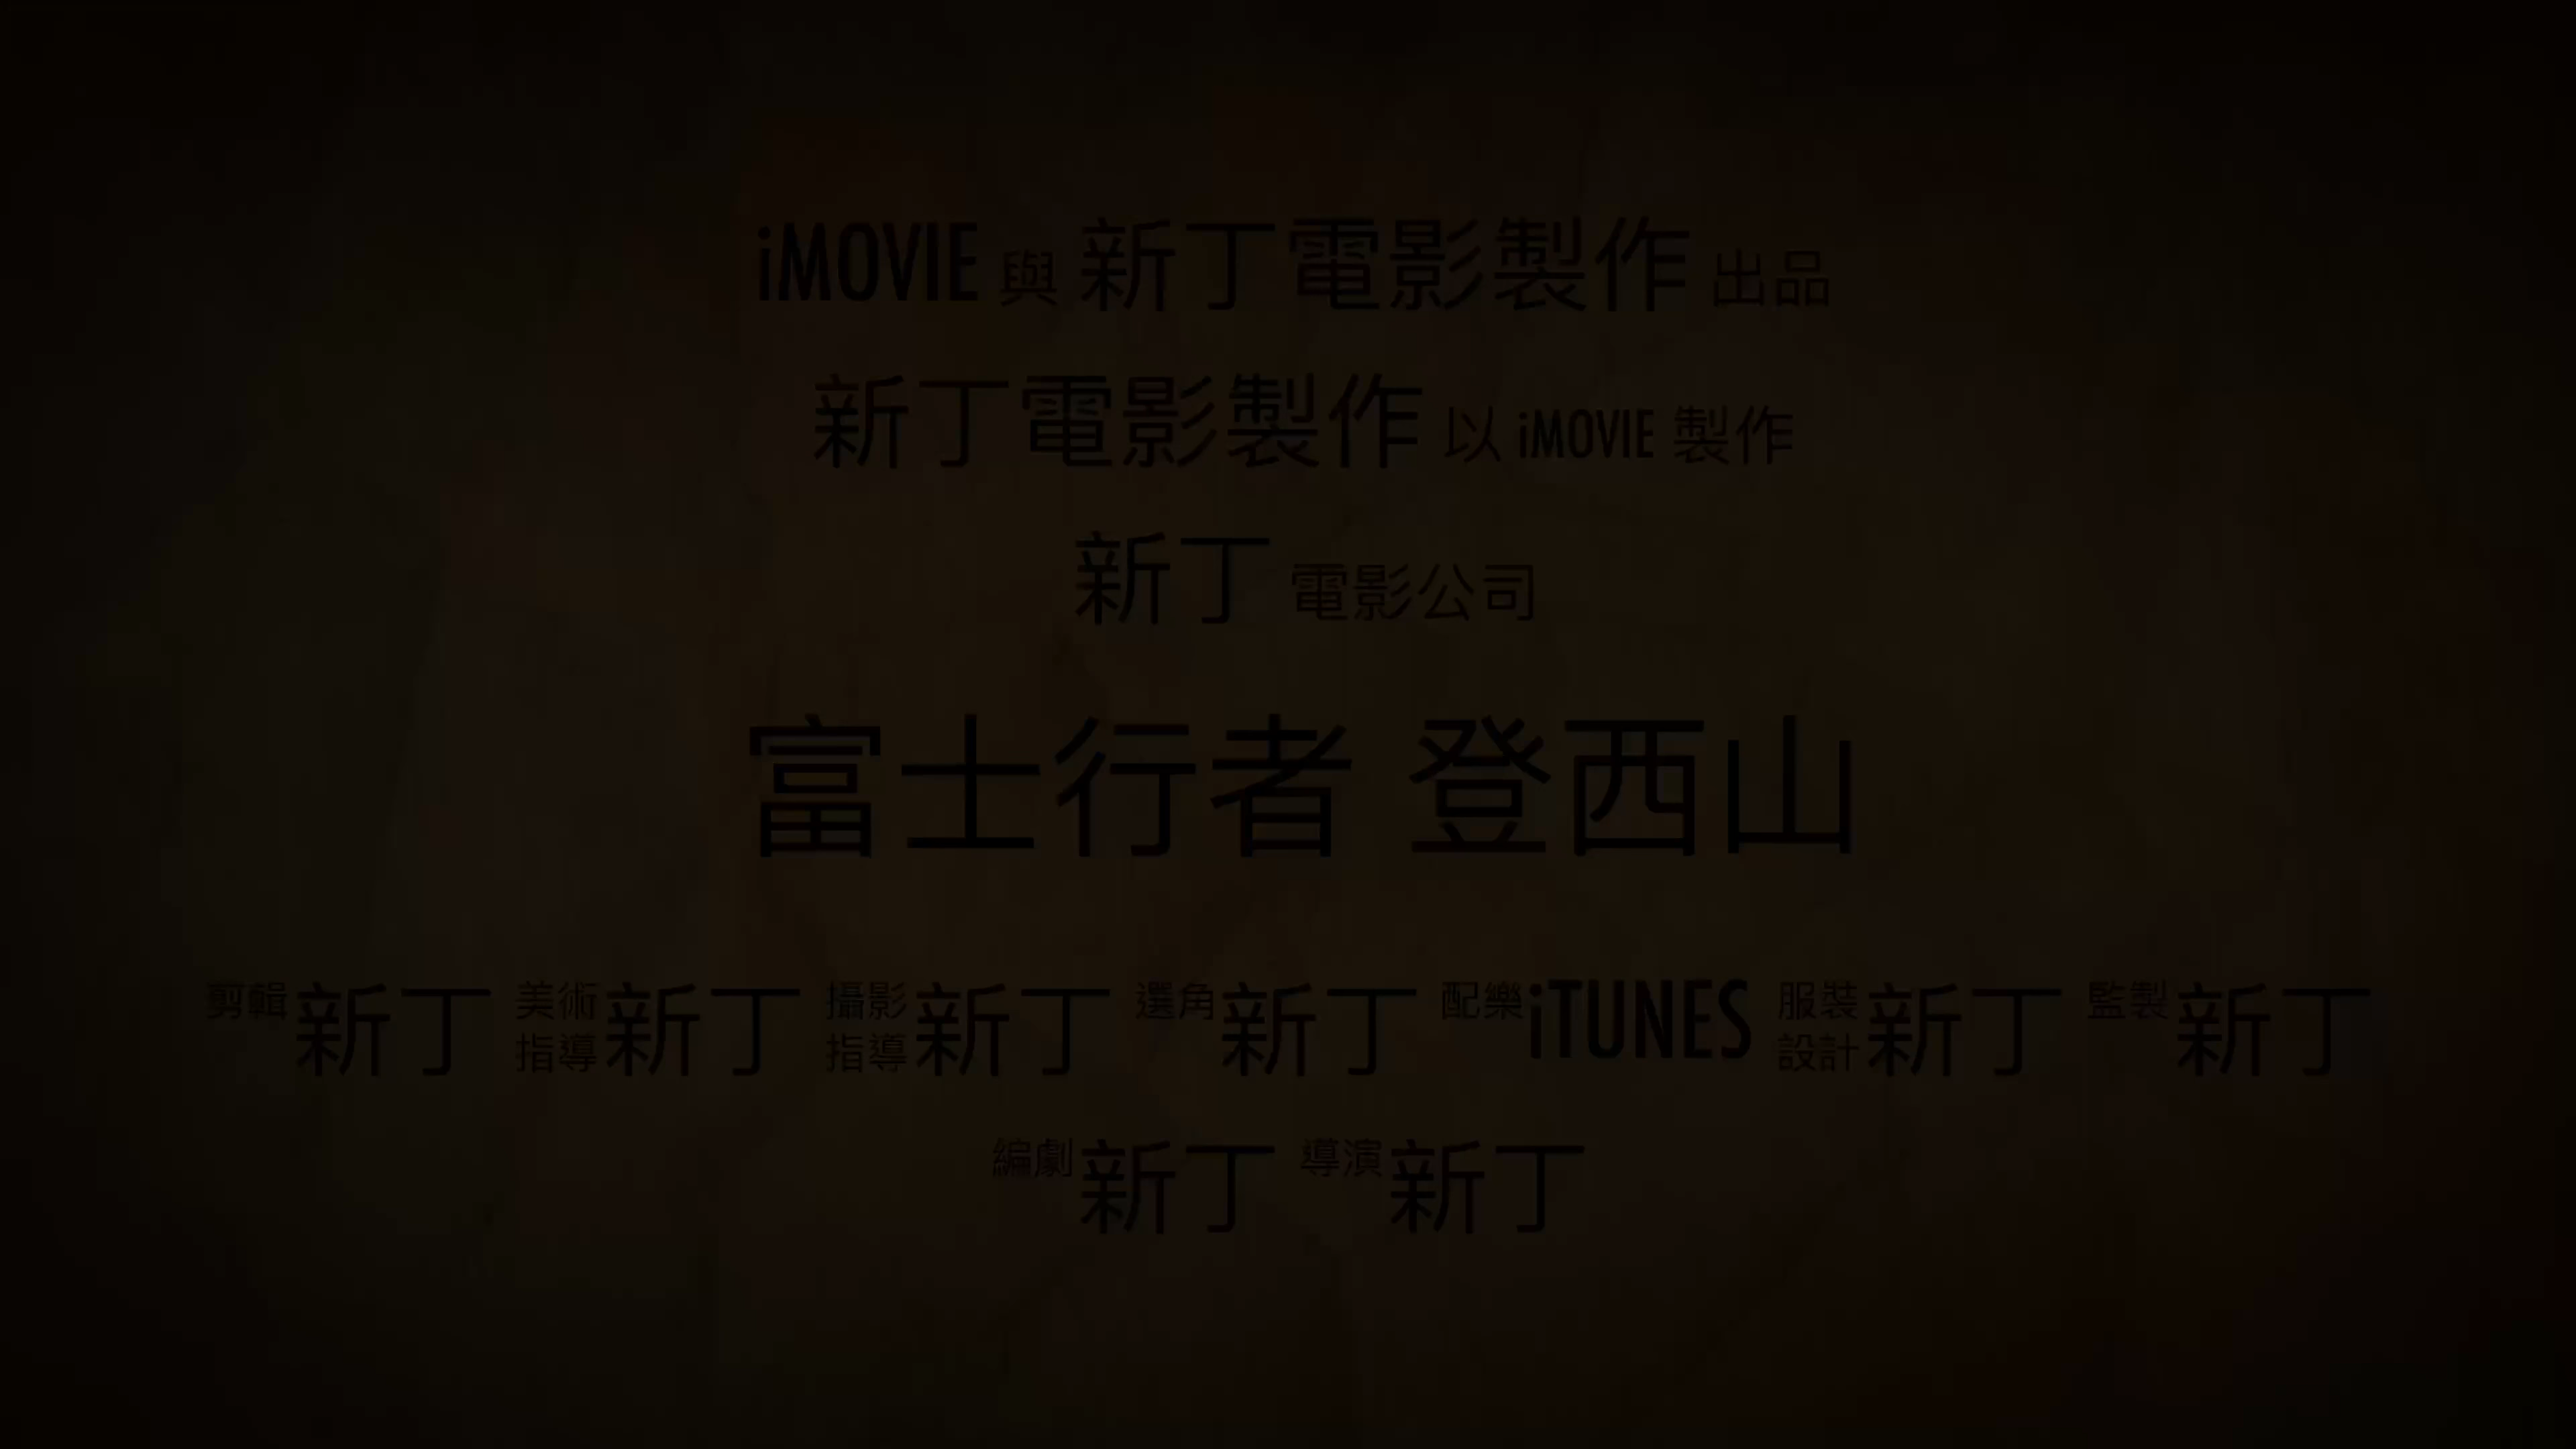 iMOVIE 與 新丁電影製作 出品
新丁電影製作 以 iMOVIE 製作
新丁 電影公司
富士行者 登西山
剪輯 新丁 美術指導 新丁 攝影指導 新丁 選角 新丁 配樂 iTUNES 服裝設計 新丁 監製 新丁
編劇 新丁 導演 新丁